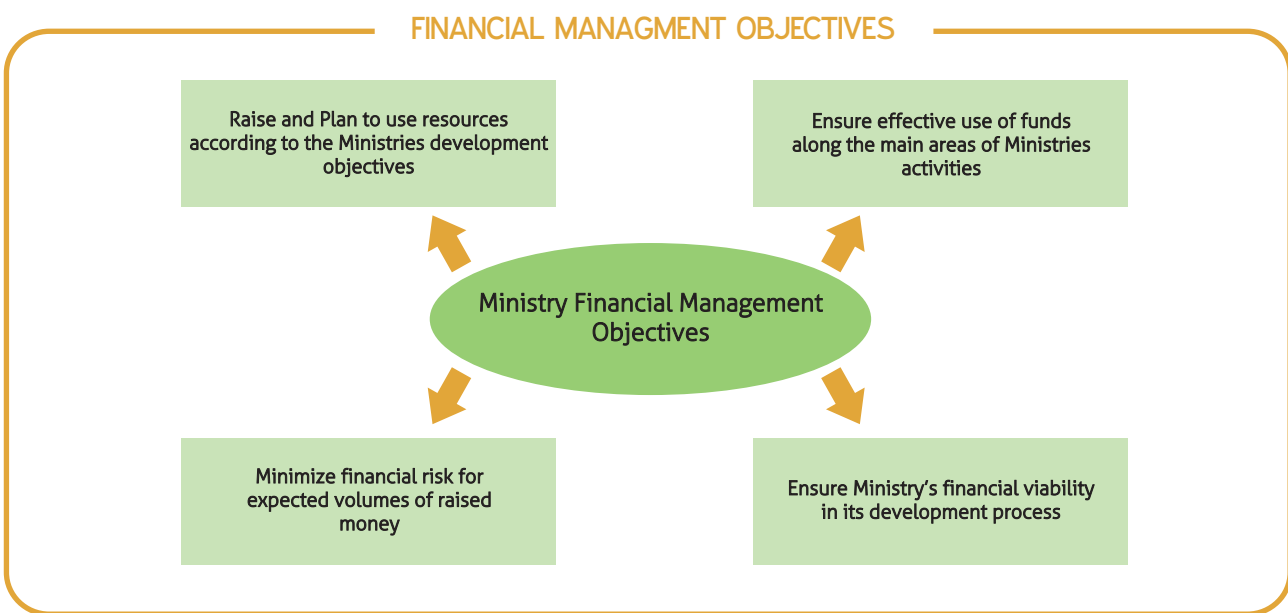 FINANCIAL MANAGMENT OBJECTIVES
Raise and Plan to use resources
according to the Ministries development
objectives
Ensure effective use of funds
along the main areas of Ministries
activities
Ministry Financial Management
Objectives
Minimize financial risk for
expected volumes of raised
money
Ensure Ministry’s financial viability
in its development process